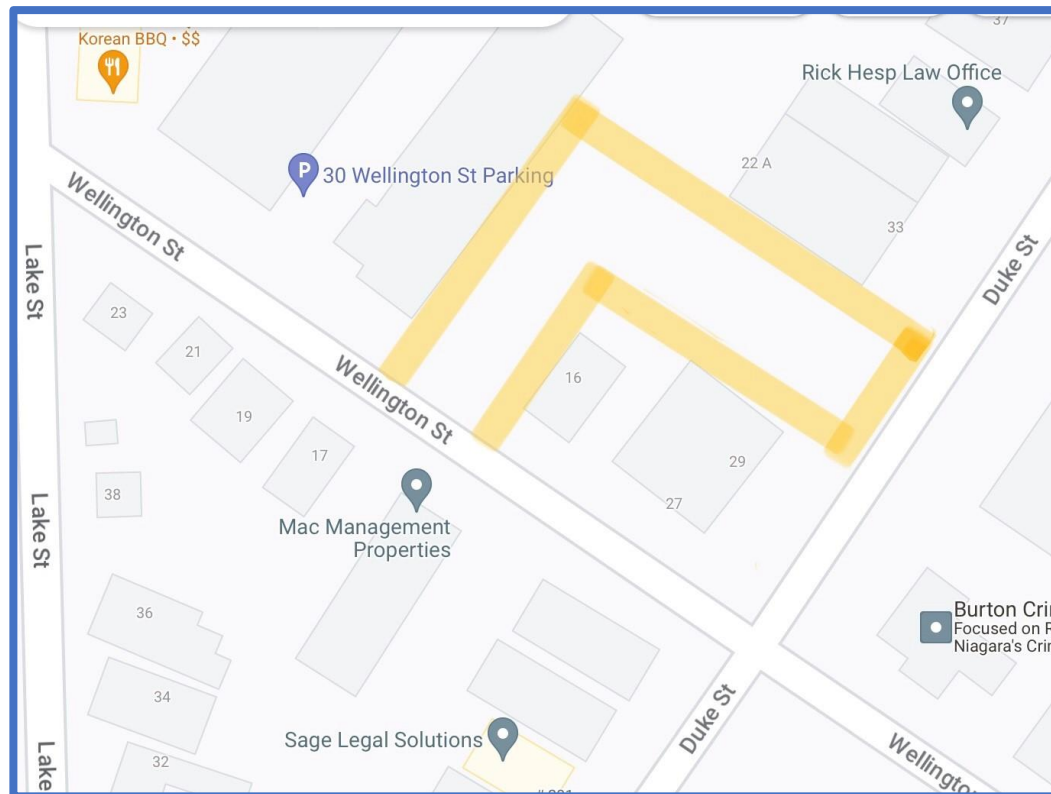 37
Korean BBQ • $$
Rick Hesp Law Office
22 A
30 Wellington St Parking
Wellington St
33
Lake St
Duke St
23
21
Wellington St
16
19
17
29
38
27
Lake St
Mac Management
Properties
36
Burton Cri
Focused on R
Niagara's Crir
34
Duke St
Sage Legal Solutions
32
Lake
Wellingto